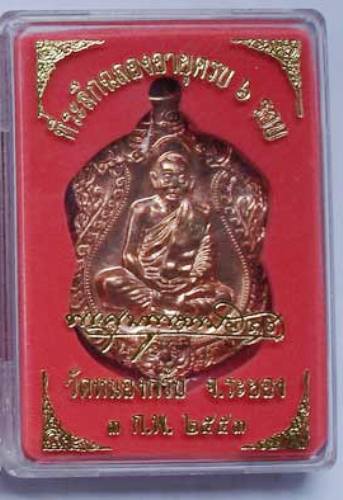 ที่ระลึกฉลองอายุครบ ๖ รอบ
วัดหนองกรับ จ.ระยอง
๓ ก.พ. ๒๕๕๓